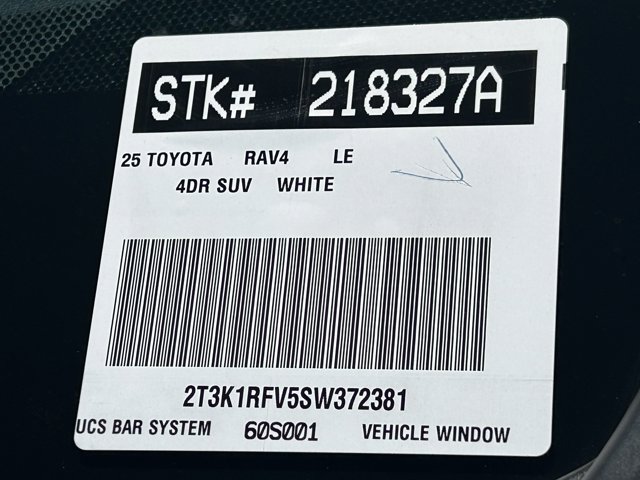 STK# 218327A
25 TOYOTA RAV4 LE
4DR SUV WHITE
2T3K1RFV5SW372381
UCS BAR SYSTEM 60S001 VEHICLE WINDOW